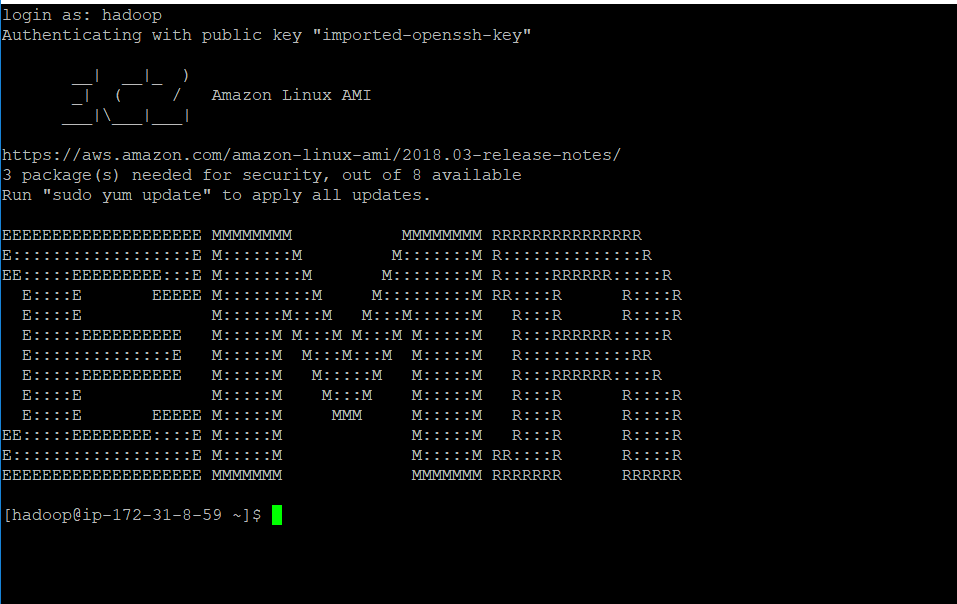 login as: hadoop
Authenticating with public key "imported-openssh-key"
       __|  __|_  )
       _|  (     /   Amazon Linux AMI
      ___|\___|___|
https://aws.amazon.com/amazon-linux-ami/2018.03-release-notes/
3 package(s) needed for security, out of 8 available
Run "sudo yum update" to apply all updates.
EEEEEEEEEEEEEEEEEEEE MMMMMMMM           MMMMMMMM RRRRRRRRRRRRRRR
E::::::::::::::::::E M:::::::M         M:::::::M R::::::::::::::R
EE:::::EEEEEEEEE:::E M::::::::M       M::::::::M R:::::RRRRRR:::::R
  E::::E       EEEEE M:::::::::M     M:::::::::M RR::::R      R::::R
  E::::E             M::::::M:::M   M:::M::::::M   R:::R      R::::R
  E:::::EEEEEEEEEE   M:::::M M:::M M:::M M:::::M   R:::RRRRRR:::::R
  E::::::::::::::E   M:::::M  M:::M:::M  M:::::M   R:::::::::::RR
  E:::::EEEEEEEEEE   M:::::M   M:::::M   M:::::M   R:::RRRRRR::::R
  E::::E             M:::::M    M:::M    M:::::M   R:::R      R::::R
  E::::E       EEEEE M:::::M     MMM     M:::::M   R:::R      R::::R
EE:::::EEEEEEEE::::E M:::::M             M:::::M   R:::R      R::::R
E::::::::::::::::::E M:::::M             M:::::M RR::::R      R::::R
EEEEEEEEEEEEEEEEEEEE MMMMMMM             MMMMMMM RRRRRRR      RRRRRR
[hadoop@ip-172-31-8-59 ~]$